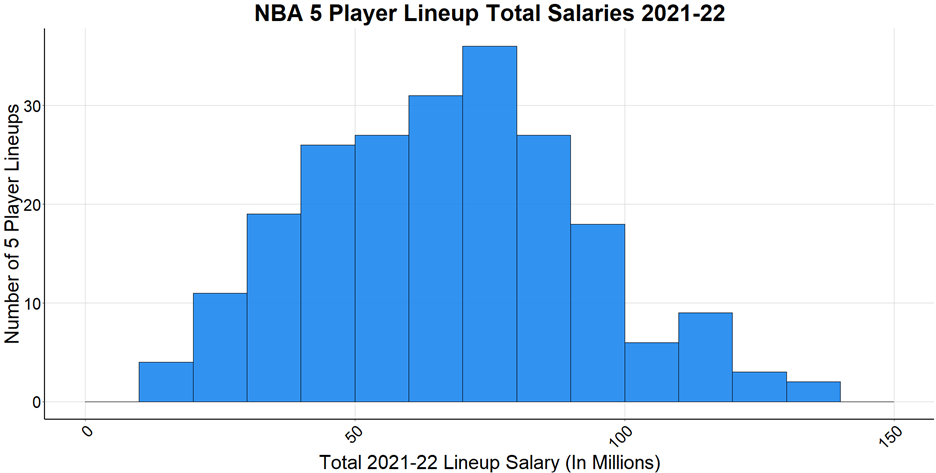 NBA 5 Player Lineup Total Salaries 2021-22
Number of 5 Player Lineups
30
20
10
0
0
50
100
150
Total 2021-22 Lineup Salary (In Millions)